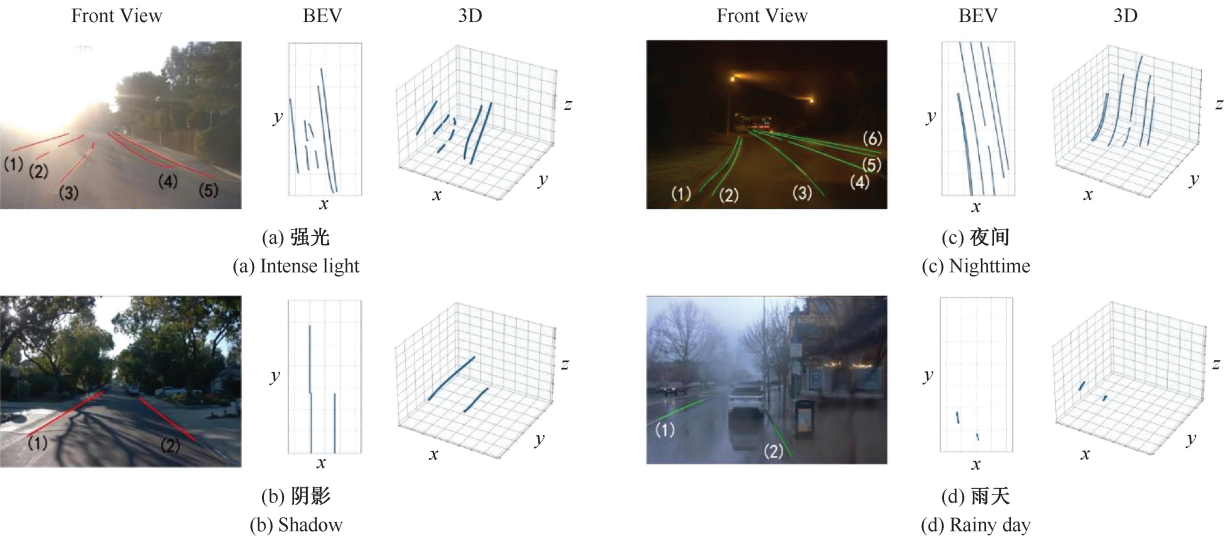 Front View BEV 3D Front View BEV 3D
(1) (2) (3) (4) (5) y x x y z
(1) (2) (3) (4) (5) (6) y x x y z
(a) 强光 (c) 夜间
(a) Intense light (c) Nighttime
(1) (2) y x x y z
(1) (2) y x x y z
(b) 阴影 (d) 雨天
(b) Shadow (d) Rainy day